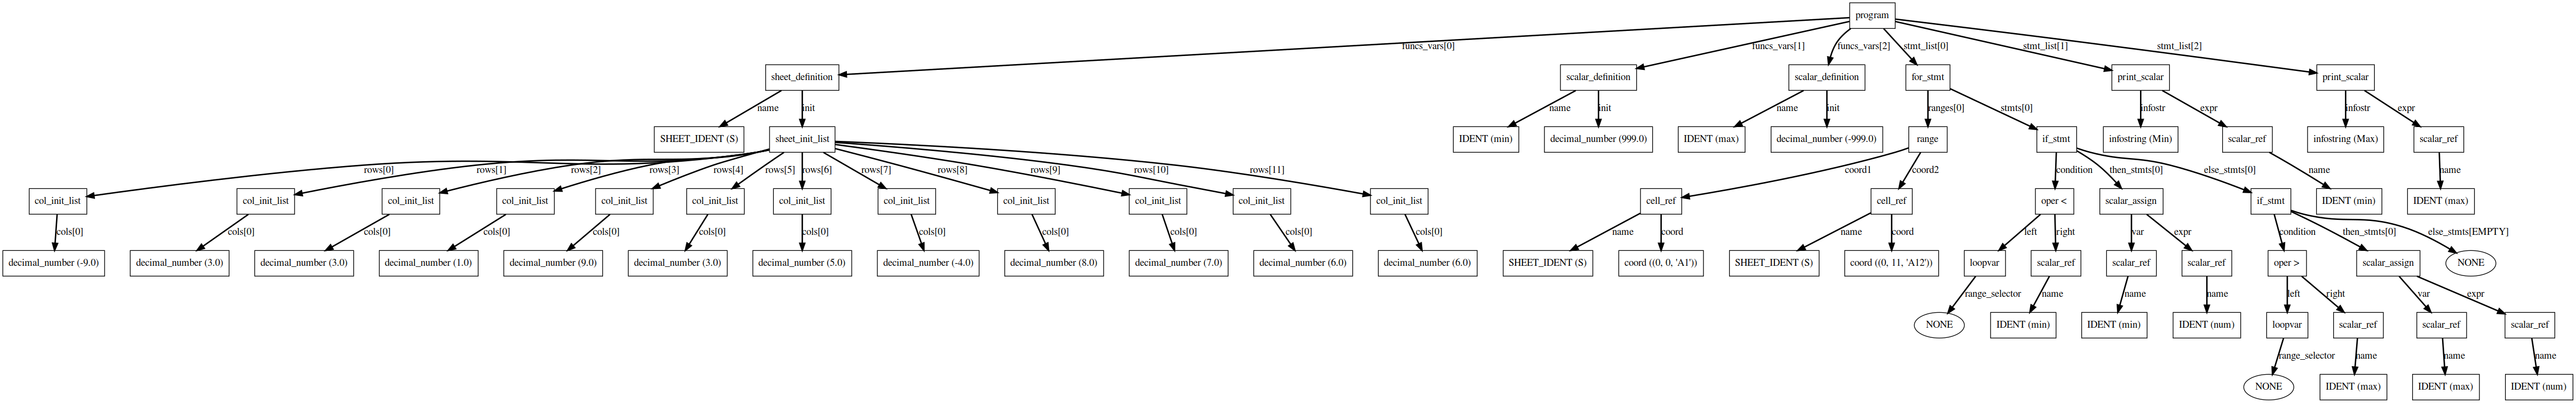 program
funcs_vars[0]
funcs_vars[1]
funcs_vars[2]
stmt_list[0]
stmt_list[1]
stmt_list[2]
sheet_definition
scalar_definition
scalar_definition
for_stmt
print_scalar
print_scalar
name
init
name
init
name
init
ranges[0]
stmts[0]
infostr
expr
infostr
expr
SHEET_IDENT (S)
sheet_init_list
IDENT (min)
decimal_number (999.0)
IDENT (max)
decimal_number (-999.0)
range
if_stmt
infostring (Min)
scalar_ref
infostring (Max)
scalar_ref
rows[0]
rows[1]
rows[2]
rows[3]
rows[4]
rows[5]
rows[6]
rows[7]
rows[8]
rows[9]
rows[10]
rows[11]
coord1
coord2
condition
then_stmts[0]
else_stmts[0]
name
name
col_init_list
col_init_list
col_init_list
col_init_list
col_init_list
col_init_list
col_init_list
col_init_list
col_init_list
col_init_list
col_init_list
col_init_list
cell_ref
cell_ref
oper <
scalar_assign
if_stmt
IDENT (min)
IDENT (max)
cols[0]
cols[0]
cols[0]
cols[0]
cols[0]
cols[0]
cols[0]
cols[0]
cols[0]
cols[0]
cols[0]
cols[0]
name
coord
name
coord
left
right
var
expr
condition
then_stmts[0]
else_stmts[EMPTY]
decimal_number (-9.0)
decimal_number (3.0)
decimal_number (3.0)
decimal_number (1.0)
decimal_number (9.0)
decimal_number (3.0)
decimal_number (5.0)
decimal_number (-4.0)
decimal_number (8.0)
decimal_number (7.0)
decimal_number (6.0)
decimal_number (6.0)
SHEET_IDENT (S)
coord ((0, 0, 'A1'))
SHEET_IDENT (S)
coord ((0, 11, 'A12'))
loopvar
scalar_ref
scalar_ref
scalar_ref
oper >
scalar_assign
NONE
range_selector
name
name
name
left
right
var
expr
NONE
IDENT (min)
IDENT (min)
IDENT (num)
loopvar
scalar_ref
scalar_ref
scalar_ref
range_selector
name
name
name
NONE
IDENT (max)
IDENT (max)
IDENT (num)